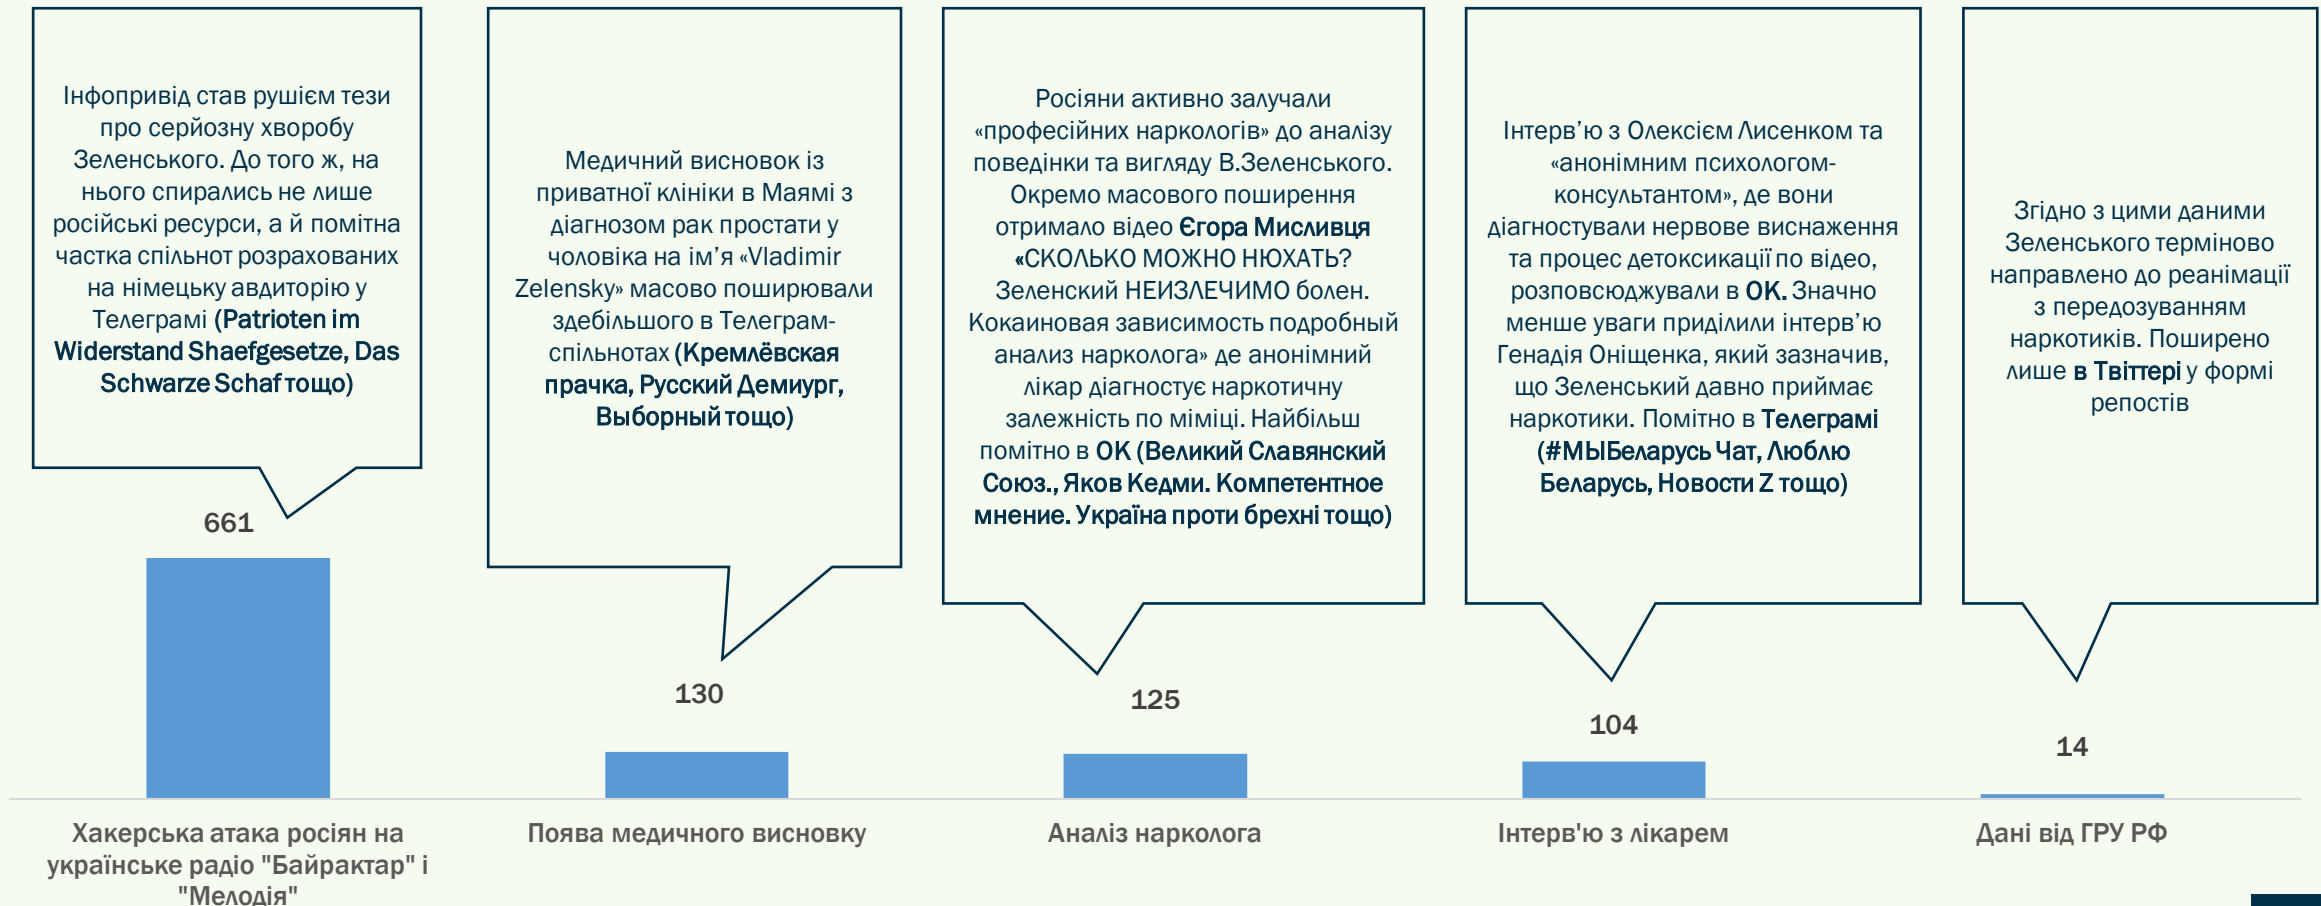 Інфопривід став рушієм тези
про серйозну хворобу
Зеленського. До того ж, на
нього спирались не лише
російські ресурси, а й помітна
частка спільнот розрахованих
на німецьку авдиторію у
Телеграмі (Patrioten im
Widerstand Shaefgesetze, Das
Schwarze Schaf тощо)
Медичний висновок із
приватної клініки в Маямі з
діагнозом рак простати у
чоловіка на ім’я «Vladimir
Zelensky» масово поширювали
здебільшого в Телеграм-
спільнотах (Кремлёвская
прачка, Русский Демиург,
Выборный тощо)
Росіяни активно залучали
«професійних наркологів» до аналізу
поведінки та вигляду В.Зеленського.
Окремо масового поширення
отримало відео Єгора Мисливця
«СКОЛЬКО МОЖНО НЮХАТЬ?
Зеленский НЕИЗЛЕЧИМО болен.
Кокаиновая зависимость подробный
анализ нарколога» де анонімний
лікар діагностує наркотичну
залежність по міміці. Найбільш
помітно в ОК (Великий Славянский
Союз., Яков Кедми. Компетентное
мнение. Україна проти брехні тощо)
Інтерв’ю з Олексієм Лисенком та
«анонімним психологом-
консультантом», де вони
діагностували нервове виснаження
та процес детоксикації по відео,
розповсюджували в ОК. Значно
менше уваги приділили інтерв’ю
Генадія Оніщенка, який зазначив,
що Зеленський давно приймає
наркотики. Помітно в Телеграмі
(#МЫБеларусь Чат, Люблю
Беларусь, Новости Z тощо)
Згідно з цими даними
Зеленського терміново
направлено до реанімації
з передозуванням
наркотиків. Поширено
лише в Твіттері у формі
репостів
661
130
125
104
14
Хакерська атака росіян на
українське радіо "Байрактар" і
"Мелодія"
Поява медичного висновку
Аналіз нарколога
Інтерв'ю з лікарем
Дані від ГРУ РФ